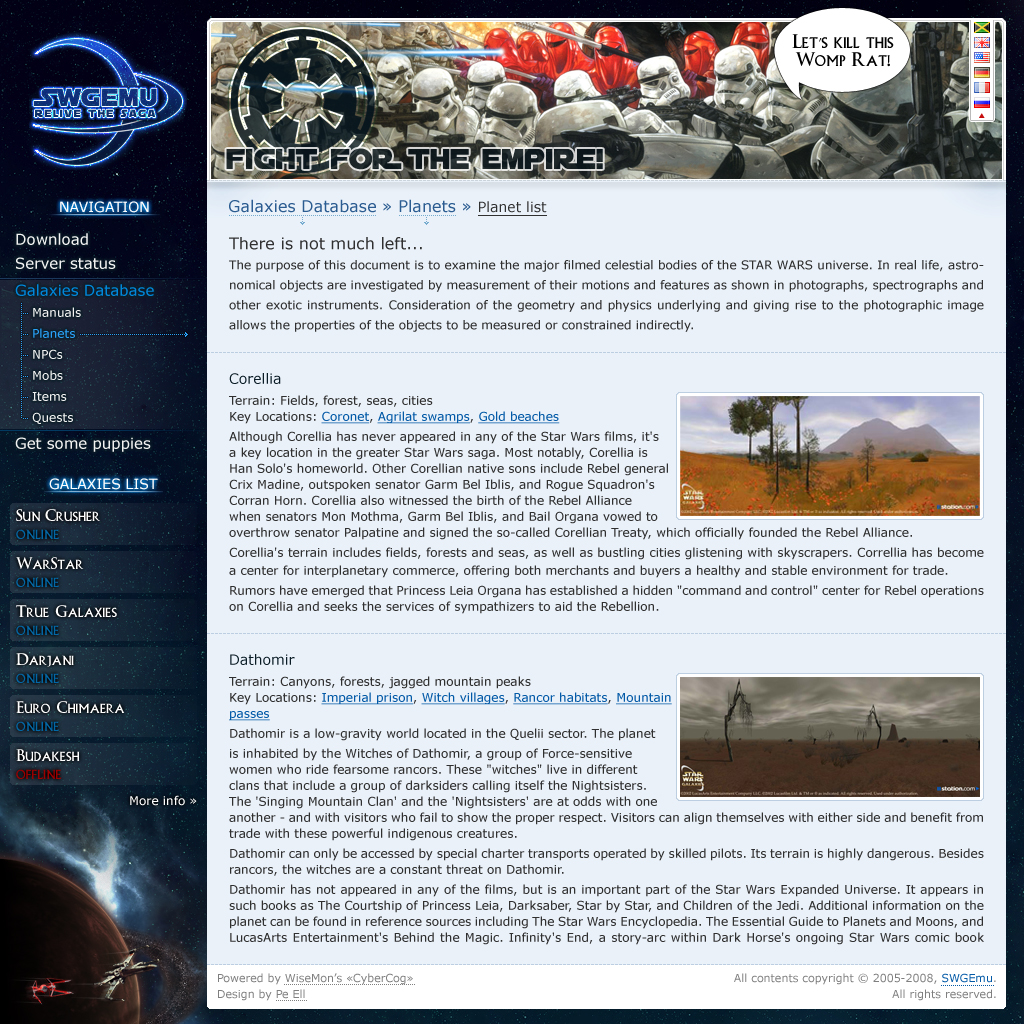 SWGEMU
RELIVE THE SAGA
NAVIGATION
Download
Server status
Galaxies Database
Manuals
Planets
NPCs
Mobs
Items
Quests
Get some puppies
GALAXIES LIST
Sun Crusher
ONLINE
WarStar
ONLINE
True Galaxies
ONLINE
Darjani
ONLINE
Euro Chimaera
ONLINE
Budakesh
OFFLINE
More info »
Let's kill this
Womp Rat!
FIGHT FOR THE EMPIRE!
Galaxies Database » Planets » Planet list
There is not much left...
The purpose of this document is to examine the major filmed celestial bodies of the STAR WARS universe. In real life, astro-
nomical objects are investigated by measurement of their motions and features as shown in photographs, spectrographs and
other exotic instruments. Consideration of the geometry and physics underlying and giving rise to the photographic image
allows the properties of the objects to be measured or constrained indirectly.
Corellia
Terrain: Fields, forest, seas, cities
Key Locations: Coronet, Agrilat swamps, Gold beaches
Although Corellia has never appeared in any of the Star Wars films, it's
a key location in the greater Star Wars saga. Most notably, Corellia is
Han Solo's homeworld. Other Corellian native sons include Rebel general
Crix Madine, outspoken senator Garm Bel Iblis, and Rogue Squadron's
Corran Horn. Corellia also witnessed the birth of the Rebel Alliance
when senators Mon Mothma, Garm Bel Iblis, and Bail Organa vowed to
overthrow senator Palpatine and signed the so-called Corellian Treaty, which officially founded the Rebel Alliance.
Corellia's terrain includes fields, forests and seas, as well as bustling cities glistening with skyscrapers. Correllia has become
a center for interplanetary commerce, offering both merchants and buyers a healthy and stable environment for trade.
Rumors have emerged that Princess Leia Organa has established a hidden "command and control" center for Rebel operations
on Corellia and seeks the services of sympathizers to aid the Rebellion.
STAR WARS
GALAXIES
station.com
Dathomir
Terrain: Canyons, forests, jagged mountain peaks
Key Locations: Imperial prison, Witch villages, Rancor habitats, Mountain
passes
Dathomir is a low-gravity world located in the Quelii sector. The planet
is inhabited by the Witches of Dathomir, a group of Force-sensitive
women who ride fearsome rancors. These "witches" live in different
clans that include a group of darksiders calling itself the Nightsisters.
The 'Singing Mountain Clan' and the 'Nightsisters' are at odds with one
another - and with visitors who fail to show the proper respect. Visitors can align themselves with either side and benefit from
trade with these powerful indigenous creatures.
Dathomir can only be accessed by special charter transports operated by skilled pilots. Its terrain is highly dangerous. Besides
rancors, the witches are a constant threat on Dathomir.
Dathomir has not appeared in any of the films, but is an important part of the Star Wars Expanded Universe. It appears in
such books as The Courtship of Princess Leia, Darksaber, Star by Star, and Children of the Jedi. Additional information on the
planet can be found in reference sources including The Star Wars Encyclopedia. The Essential Guide to Planets and Moons, and
LucasArts Entertainment's Behind the Magic. Infinity's End, a story-arc within Dark Horse's ongoing Star Wars comic book
STAR WARS
GALAXIES
station.com
Powered by WiseMon's «CyberCog»
Design by Pe Ell
All contents copyright © 2005-2008, SWGEmu.
All rights reserved.